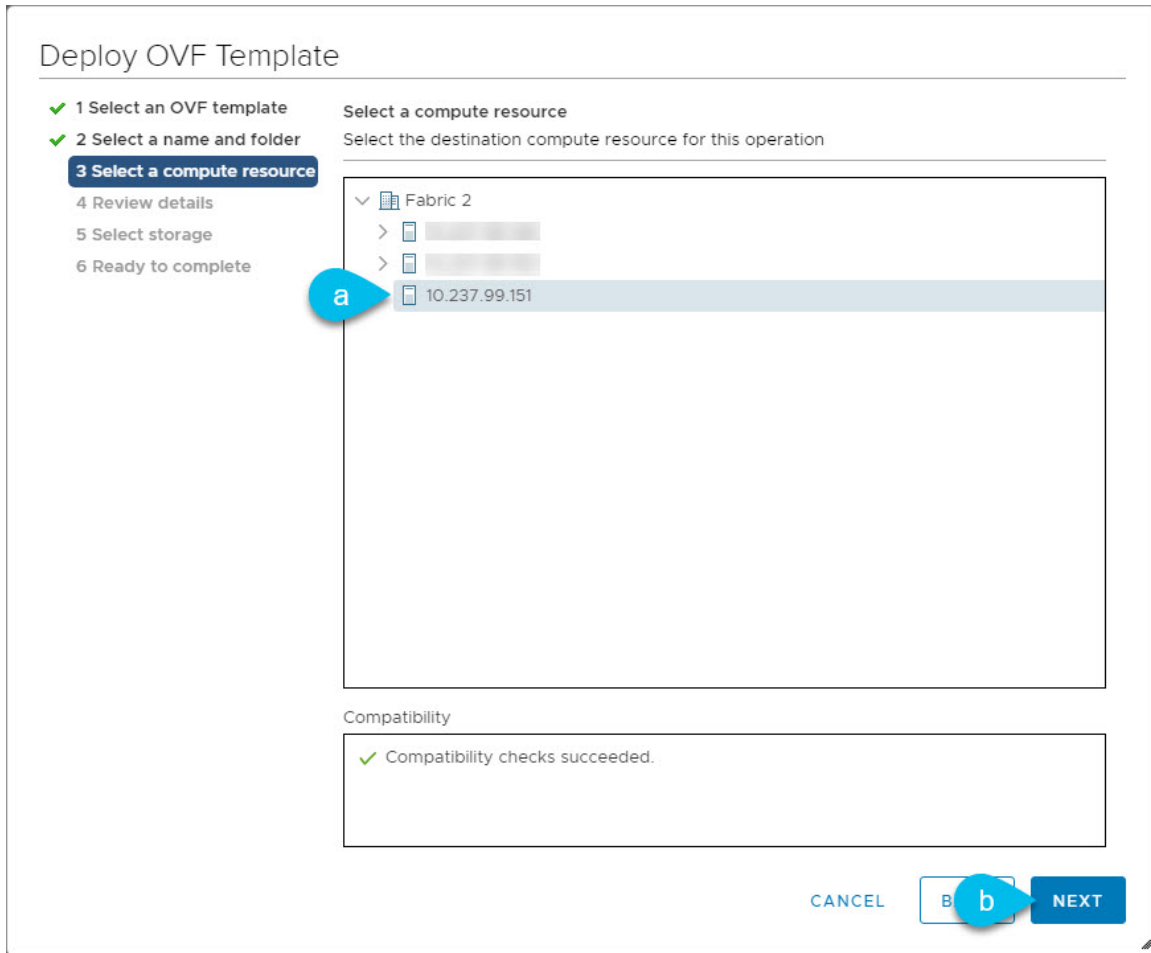 Deploy OVF Template
1 Select an OVF template
2 Select a name and folder
3 Select a compute resource
4 Review details
5 Select storage
6 Ready to complete
Select a compute resource
Select the destination compute resource for this operation
Fabric 2
a
10.237.99.151
Compatibility
Compatibility checks succeeded.
CANCEL
b
NEXT